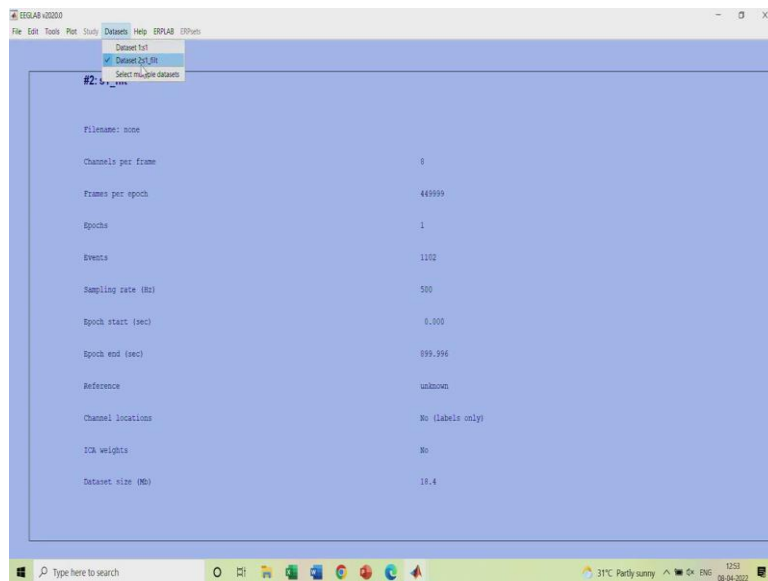 EEGLAB v2020.0
File Edit Tools Plot Study Datasets Help ERPLAB ERPsets
Dataset 1:s1
Dataset 2:s1_filt
Select multiple datasets
#2: s1_filt
Filename: none
Channels per frame 8
Frames per epoch 449999
Epochs 1
Events 1102
Sampling rate (Hz) 500
Epoch start (sec) 0.000
Epoch end (sec) 899.996
Reference unknown
Channel locations No (labels only)
ICA weights No
Dataset size (Mb) 18.4
Type here to search 31°C Partly sunny ENG 12:53
08-04-2022